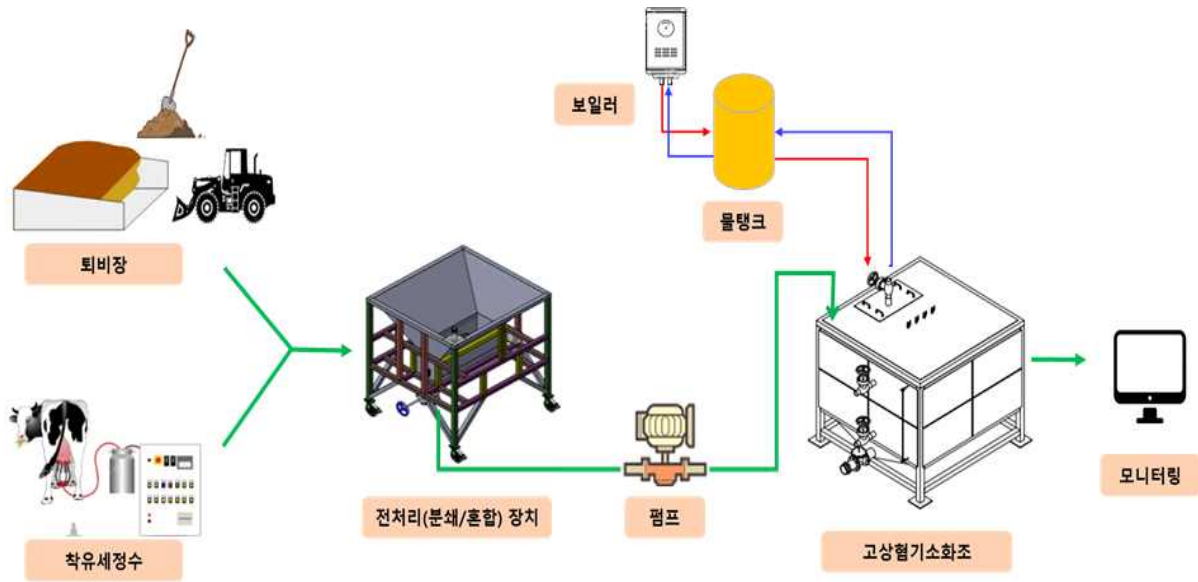 보일러
물탱크
퇴비장
착유세정수
전처리(분쇄/혼합) 장치
펌프
고상혐기소화조
모니터링